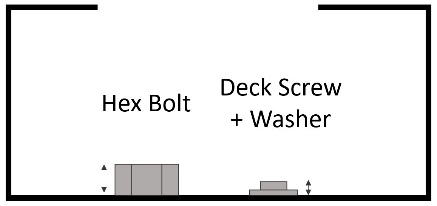 Hex Bolt
Deck Screw
+ Washer